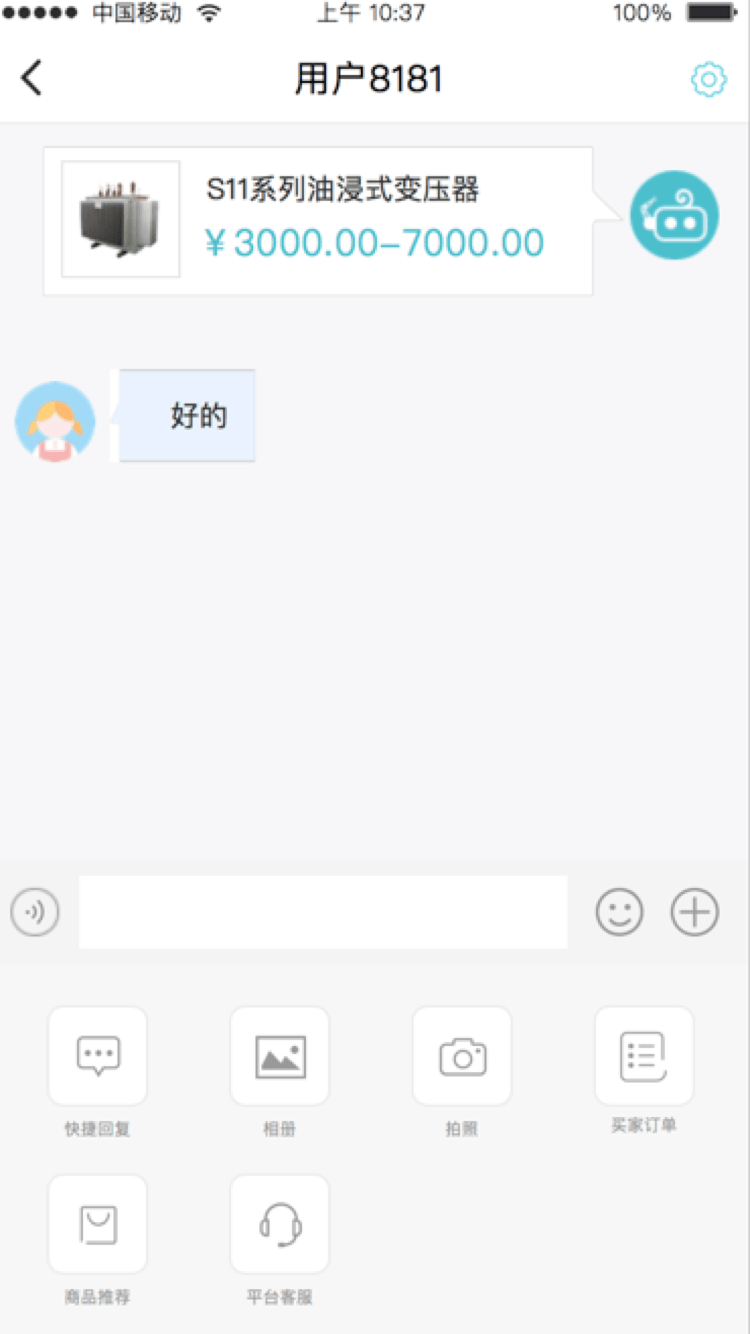 中国移动 上午 10:37 100%
用户8181
S11系列油浸式变压器
¥3000.00-7000.00
好的
快捷回复 相册 拍照 买家订单
商品推荐 平台客服